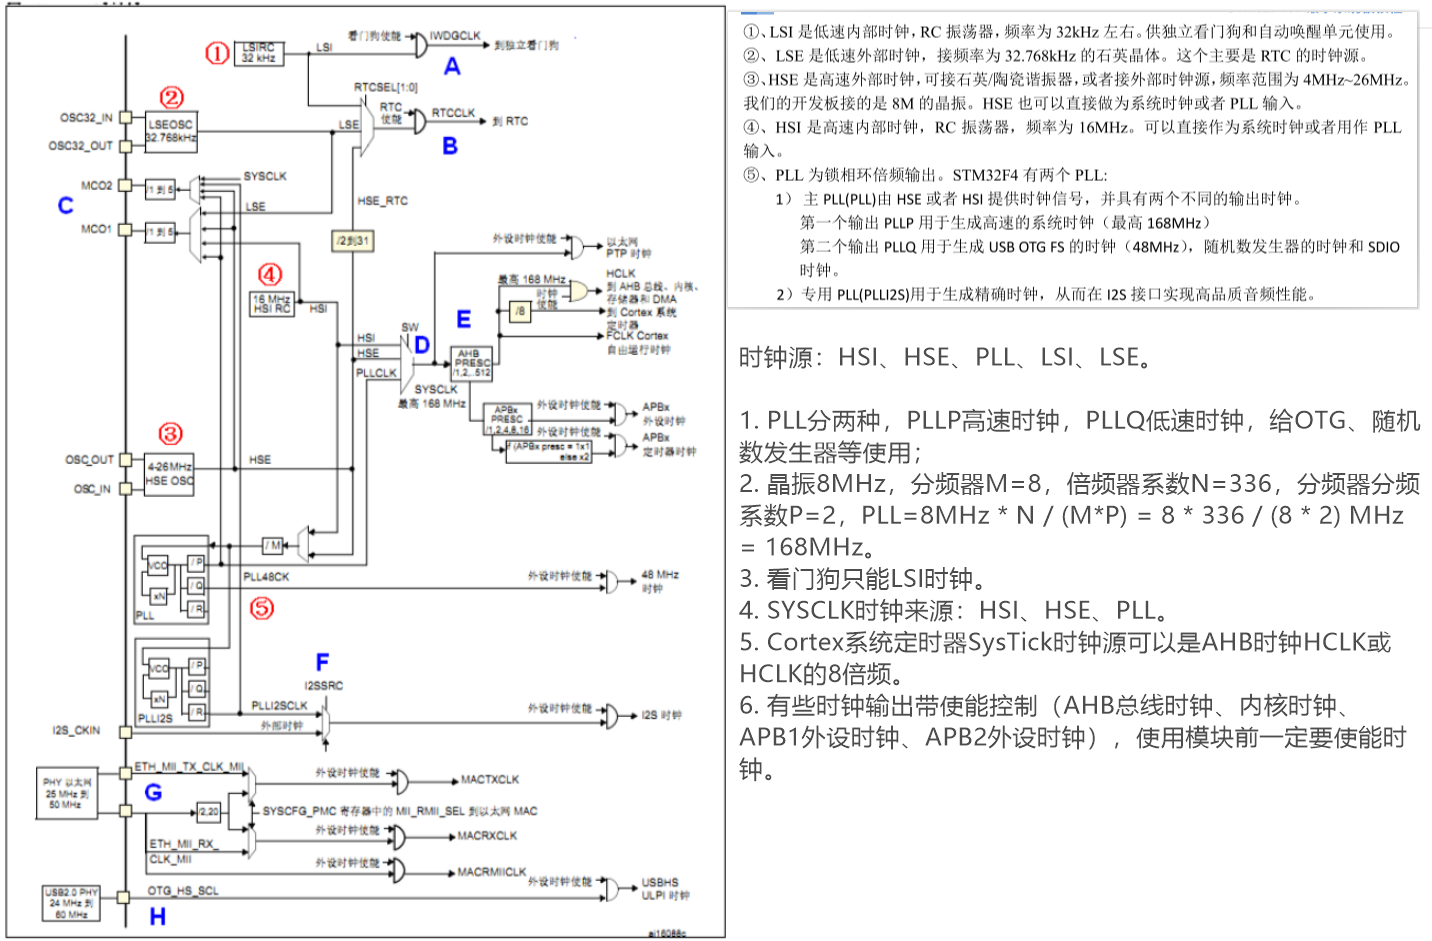 ①
LSIRC
32 kHz
LSI
看门狗使能
IWDGCLK
到独立看门狗
A
RTCSEL[1:0]
②
OSC32_IN
OSC32_OUT
LSEOSC
32.768kHz
LSE
RTC
使能
RTCCLK
到 RTC
B
MCO2
/1 到 5
SYSCLK
C
MCO1
/1 到 5
LSE
HSE_RTC
/2到31
④
16 MHz
HSI RC
HSI
外设时钟使能
以太网
PTP 时钟
HCLK
到 AHB 总线、内核、
存储器和 DMA
最高 168 MHz
时钟
使能
/8
到 Cortex 系统
定时器
FCLK Cortex
自由运行时钟
SW
D
E
HSI
HSE
PLLCLK
AHB
PRESC
/1,2,..512
SYSCLK
最高 168 MHz
APBx
PRESC
/1,2,4,8,16
外设时钟使能
APBx
外设时钟
外设时钟使能
APBx
定时器时钟
if (APBx presc = 1x1
else x2
③
OSC_OUT
OSC_IN
4-26MHz
HSE OSC
HSE
/ M
VCO
xN
/ P
/ Q
/ R
PLL
PLL48CK
⑤
外设时钟使能
48 MHz
时钟
VCO
xN
/ P
/ Q
/ R
PLLI2S
F
I2SSRC
PLLI2SCLK
外部时钟
I2S_CKIN
外设时钟使能
I2S 时钟
PHY 以太网
25 MHz 到
50 MHz
ETH_MII_TX_CLK_MII
G
/2,20
外设时钟使能
MACTXCLK
SYSCFG_PMC 寄存器中的 MII_RMII_SEL 到以太网 MAC
外设时钟使能
MACRXCLK
ETH_MII_RX_
CLK_MII
外设时钟使能
MACRMIICLK
USB2.0 PHY
24 MHz 到
60 MHz
OTG_HS_SCL
H
外设时钟使能
USBHS
ULPI 时钟
ai16088c
①、LSI 是低速内部时钟，RC 振荡器，频率为 32kHz 左右。供独立看门狗和自动唤醒单元使用。
②、LSE 是低速外部时钟，接频率为 32.768kHz 的石英晶体。这个主要是 RTC 的时钟源。
③、HSE 是高速外部时钟，可接石英/陶瓷谐振器，或者接外部时钟源，频率范围为 4MHz~26MHz。
我们的开发板接的是 8M 的晶振。HSE 也可以直接做为系统时钟或者 PLL 输入。
④、HSI 是高速内部时钟，RC 振荡器，频率为 16MHz。可以直接作为系统时钟或者用作 PLL
输入。
⑤、PLL 为锁相环倍频输出。STM32F4 有两个 PLL:
1） 主 PLL(PLL)由 HSE 或者 HSI 提供时钟信号，并具有两个不同的输出时钟。
第一个输出 PLLP 用于生成高速的系统时钟（最高 168MHz）
第二个输出 PLLQ 用于生成 USB OTG FS 的时钟（48MHz），随机数发生器的时钟和 SDIO
时钟。
2）专用 PLL(PLLI2S)用于生成精确时钟，从而在 I2S 接口实现高品质音频性能。
时钟源：HSI、HSE、PLL、LSI、LSE。
1. PLL分两种，PLLP高速时钟，PLLQ低速时钟，给OTG、随机
数发生器等使用；
2. 晶振8MHz，分频器M=8，倍频器系数N=336，分频器分频
系数P=2，PLL=8MHz * N / (M*P) = 8 * 336 / (8 * 2) MHz
= 168MHz。
3. 看门狗只能LSI时钟。
4. SYSCLK时钟来源：HSI、HSE、PLL。
5. Cortex系统定时器SysTick时钟源可以是AHB时钟HCLK或
HCLK的8倍频。
6. 有些时钟输出带使能控制（AHB总线时钟、内核时钟、
APB1外设时钟、APB2外设时钟），使用模块前一定要使能时
钟。